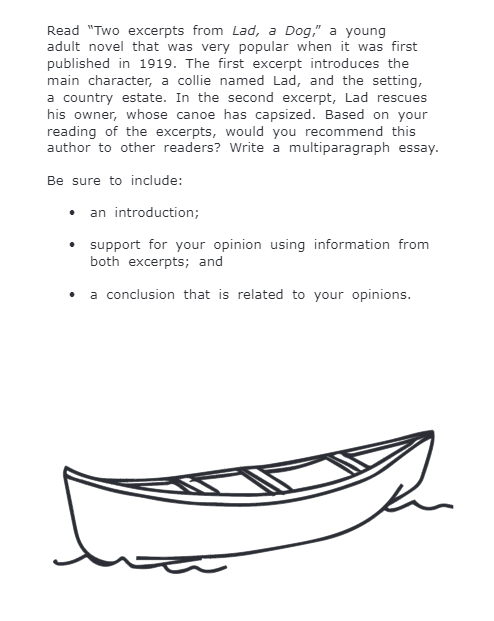 Read “Two excerpts from Lad, a Dog,” a young
adult novel that was very popular when it was first
published in 1919. The first excerpt introduces the
main character, a collie named Lad, and the setting,
a country estate. In the second excerpt, Lad rescues
his owner, whose canoe has capsized. Based on your
reading of the excerpts, would you recommend this
author to other readers? Write a multiparagraph essay.
Be sure to include:
• an introduction;
• support for your opinion using information from
both excerpts; and
• a conclusion that is related to your opinions.